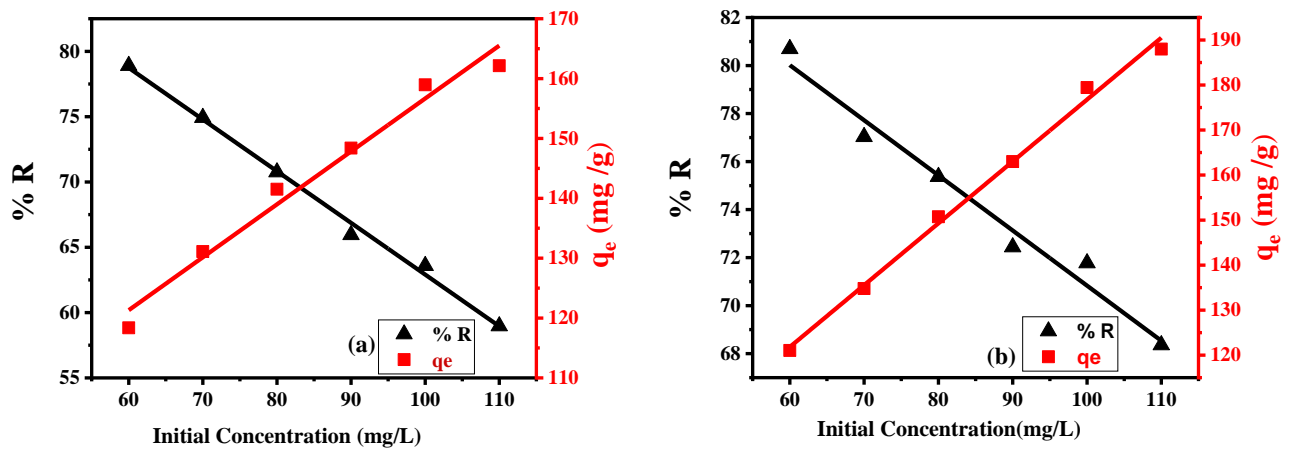 % R
80
75
70
65
60
55
170
160
150
140
130
120
110
qe (mg /g)
(a)
% R
qe
60 70 80 90 100 110
Initial Concentration (mg/L)
% R
82
80
78
76
74
72
70
68
190
180
170
160
150
140
130
120
qe (mg /g)
(b)
% R
qe
60 70 80 90 100 110
Initial Concentration(mg/L)